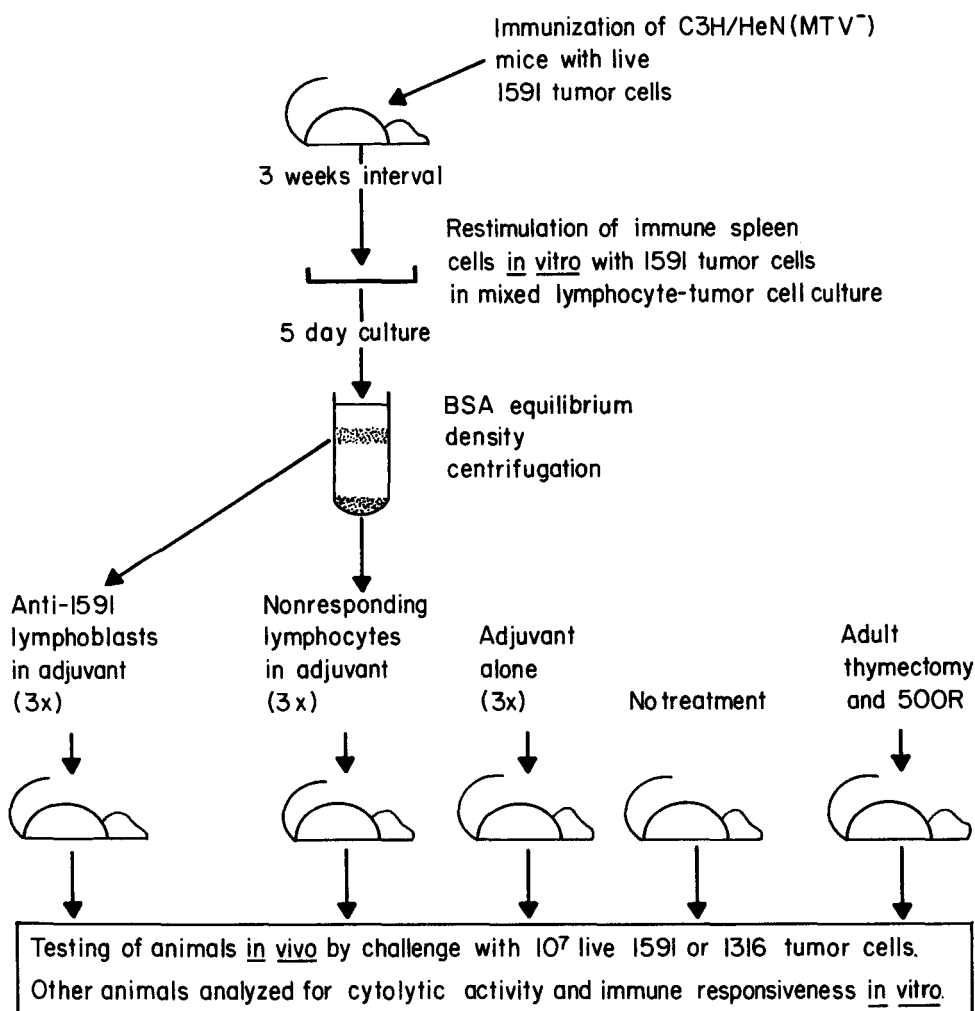 Immunization of C3H/HeN(MTV⁻)
mice with live
1591 tumor cells
3 weeks interval
Restimulation of immune spleen
cells in vitro with 1591 tumor cells
in mixed lymphocyte-tumor cell culture
5 day culture
BSA equilibrium
density
centrifugation
Anti-1591
lymphoblasts
in adjuvant
(3x)
Nonresponding
lymphocytes
in adjuvant
(3x)
Adjuvant
alone
(3x)
No treatment
Adult
thymectomy
and 500R
Testing of animals in vivo by challenge with 10⁷ live 1591 or 1316 tumor cells.
Other animals analyzed for cytolytic activity and immune responsiveness in vitro.